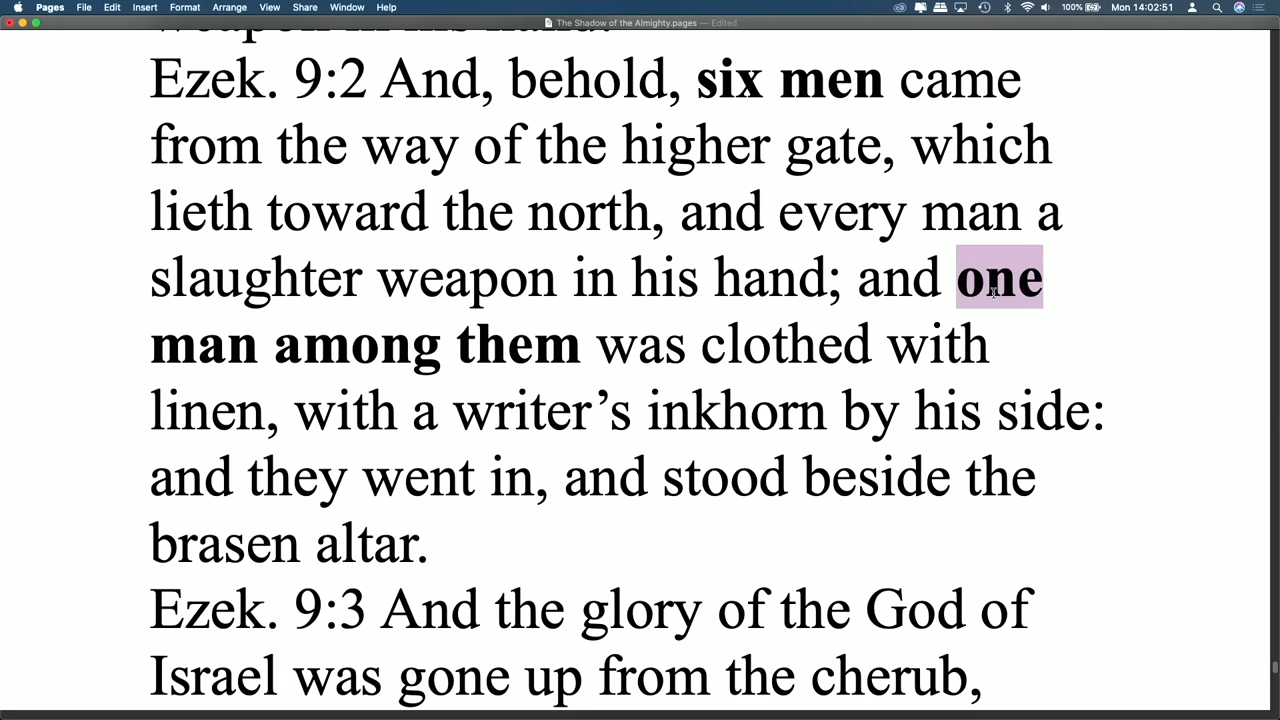 Pages File Edit Insert Format Arrange View Share Window Help 100% Mon 14:02:51
The Shadow of the Almighty.pages — Edited
weapon in his hand.
Ezek. 9:2 And, behold, six men came
from the way of the higher gate, which
lieth toward the north, and every man a
slaughter weapon in his hand; and one
man among them was clothed with
linen, with a writer’s inkhorn by his side:
and they went in, and stood beside the
brasen altar.
Ezek. 9:3 And the glory of the God of
Israel was gone up from the cherub,